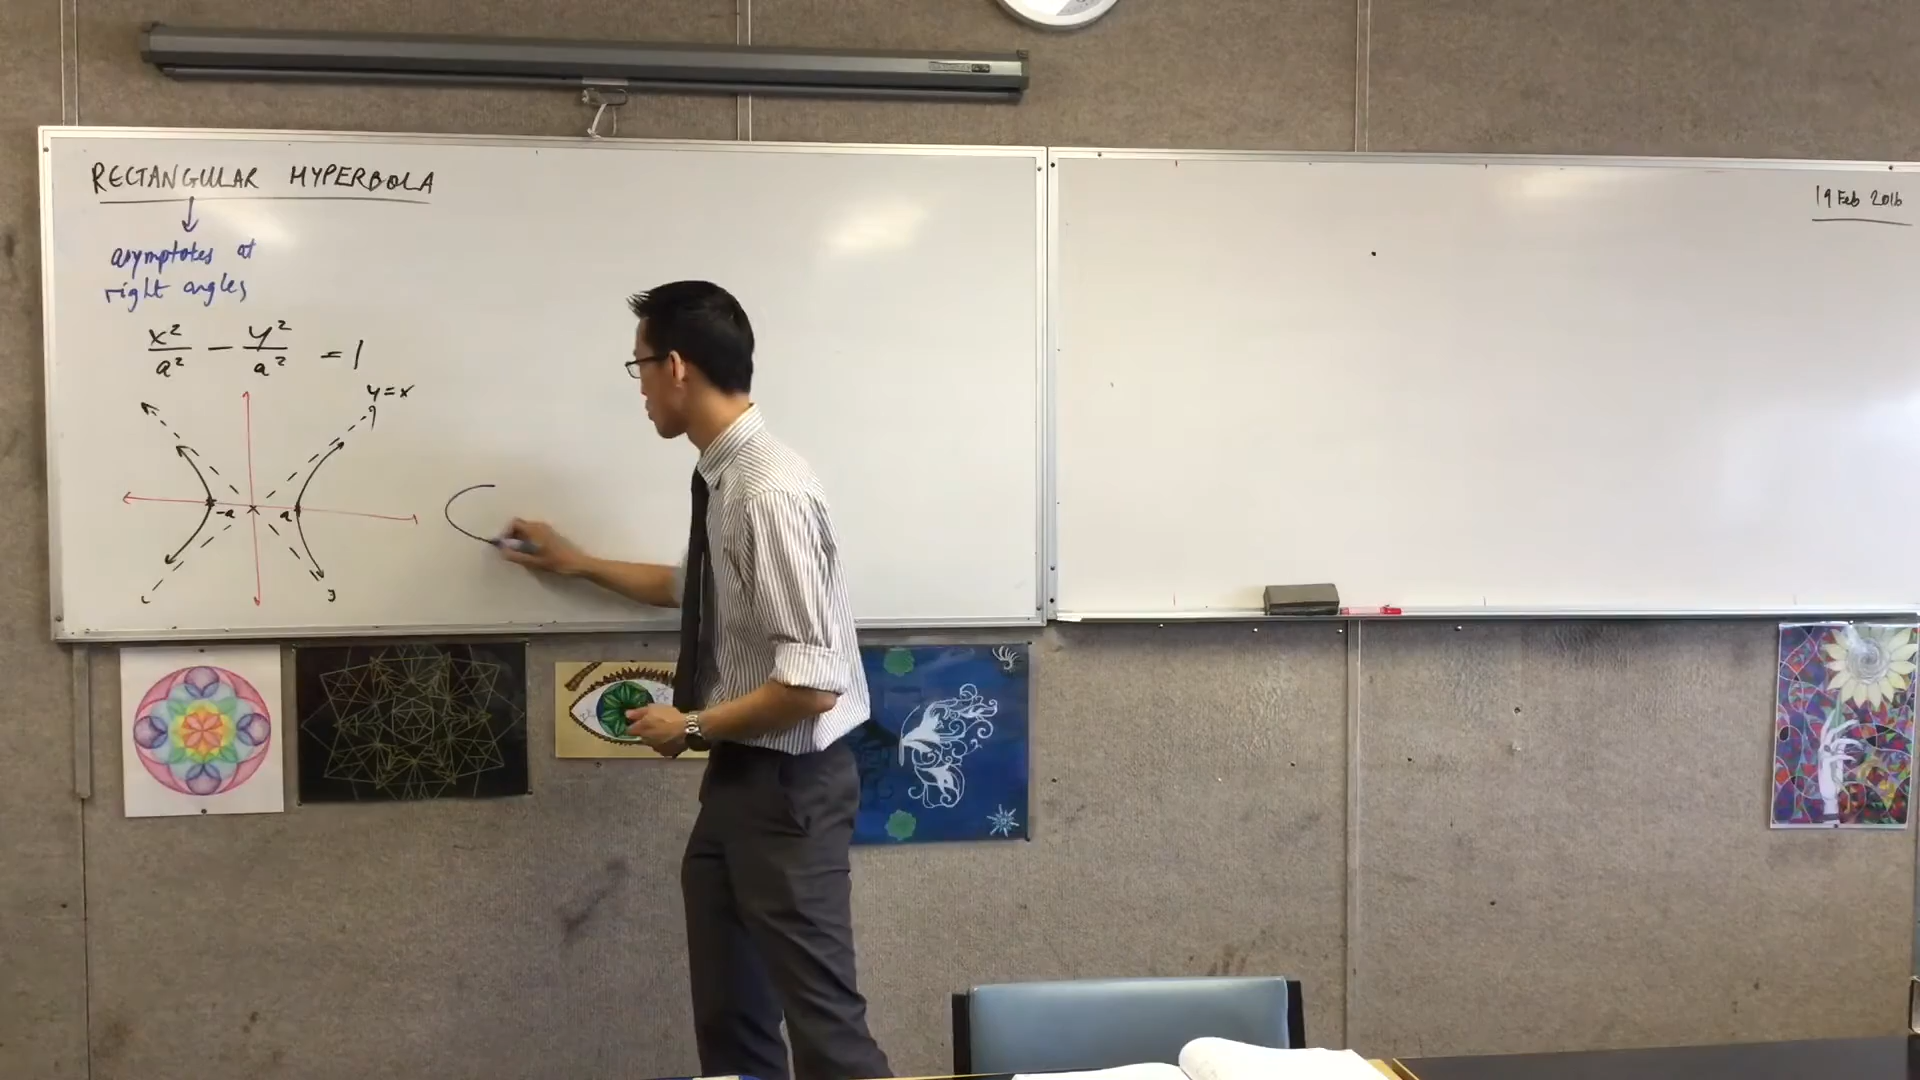 RECTANGULAR HYPERBOLA
asymptotes at
right angles
x²/a² − y²/a² = 1
y = x
-a
a
19 Feb 2016